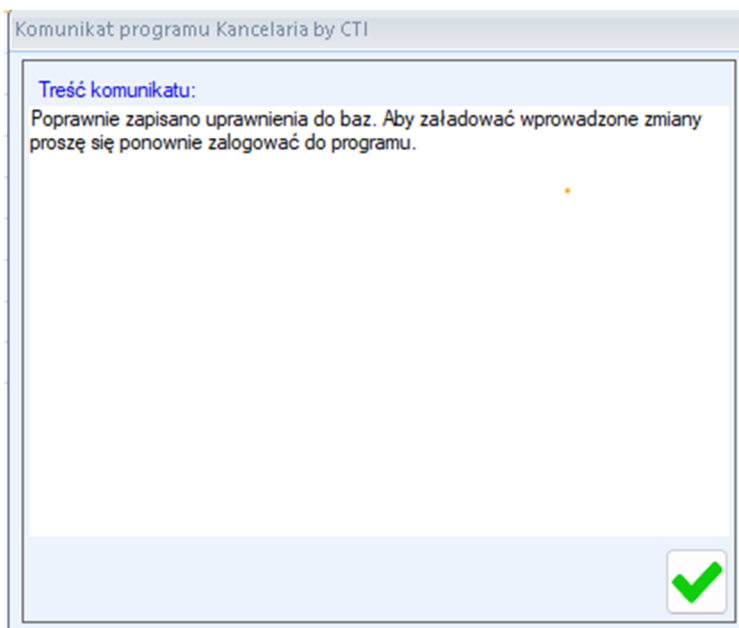 Komunikat programu Kancelaria by CTI
Treść komunikatu:
Poprawnie zapisano uprawnienia do baz. Aby załadować wprowadzone zmiany
proszę się ponownie zalogować do programu.